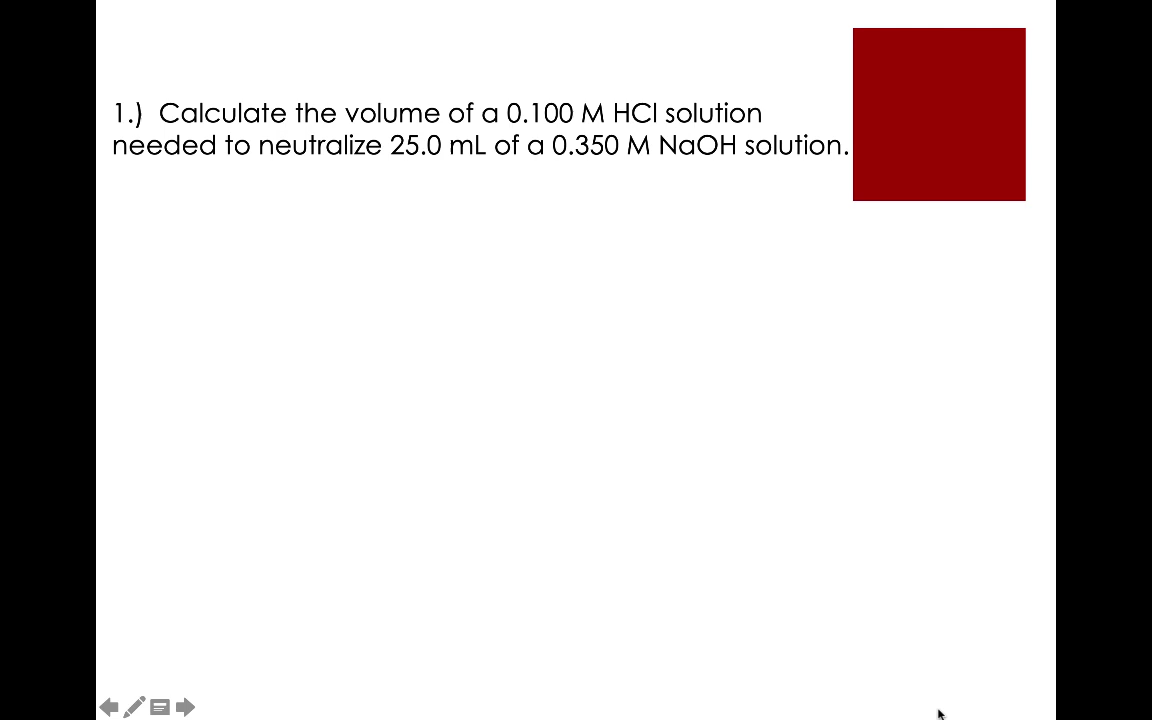 1.) Calculate the volume of a 0.100 M HCl solution
needed to neutralize 25.0 mL of a 0.350 M NaOH solution.